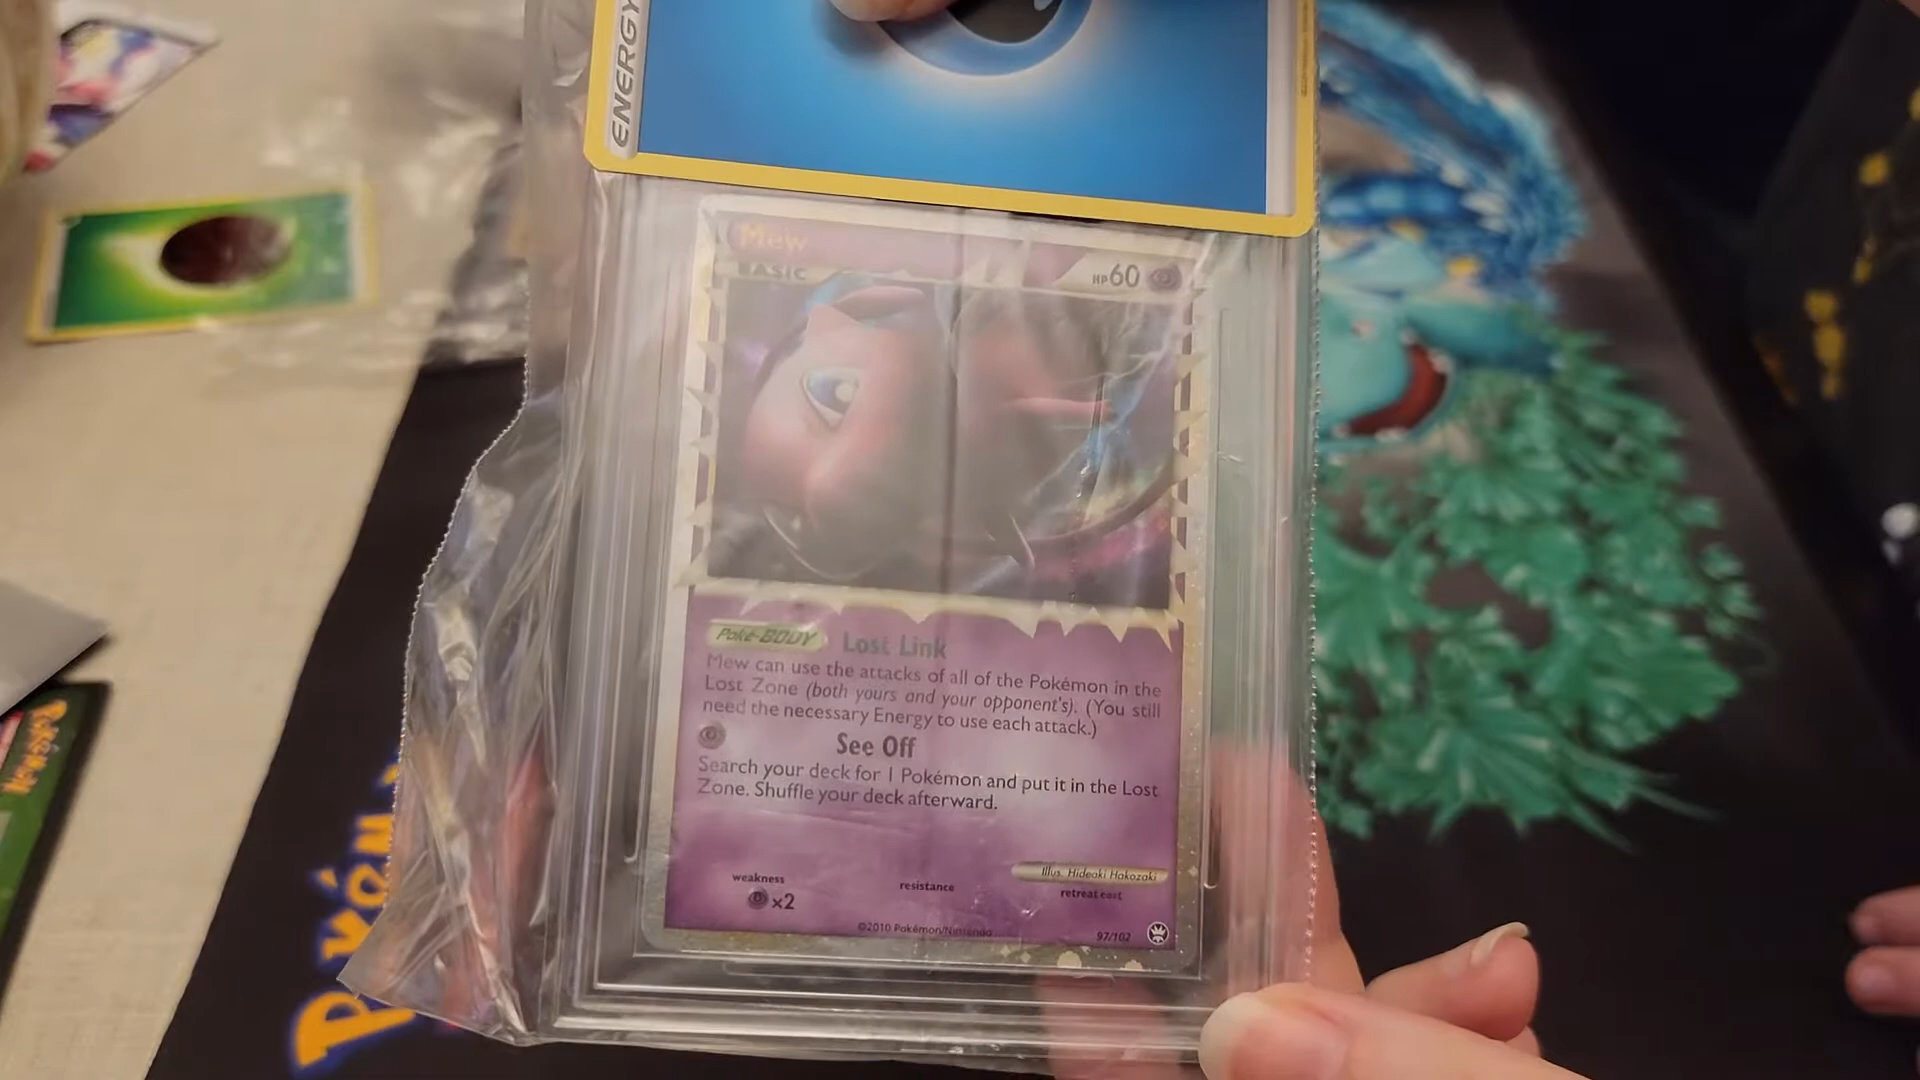 ENERGY
Mew
BASIC
HP60
Poké-BODY Lost Link
Mew can use the attacks of all of the Pokémon in the
Lost Zone (both yours and your opponent's). (You still
need the necessary Energy to use each attack.)
See Off
Search your deck for 1 Pokémon and put it in the Lost
Zone. Shuffle your deck afterward.
Illus. Hideaki Hakozaki
weakness
resistance
retreat cost
x2
©2010 Pokémon/Nintendo
97/102
POKéMON